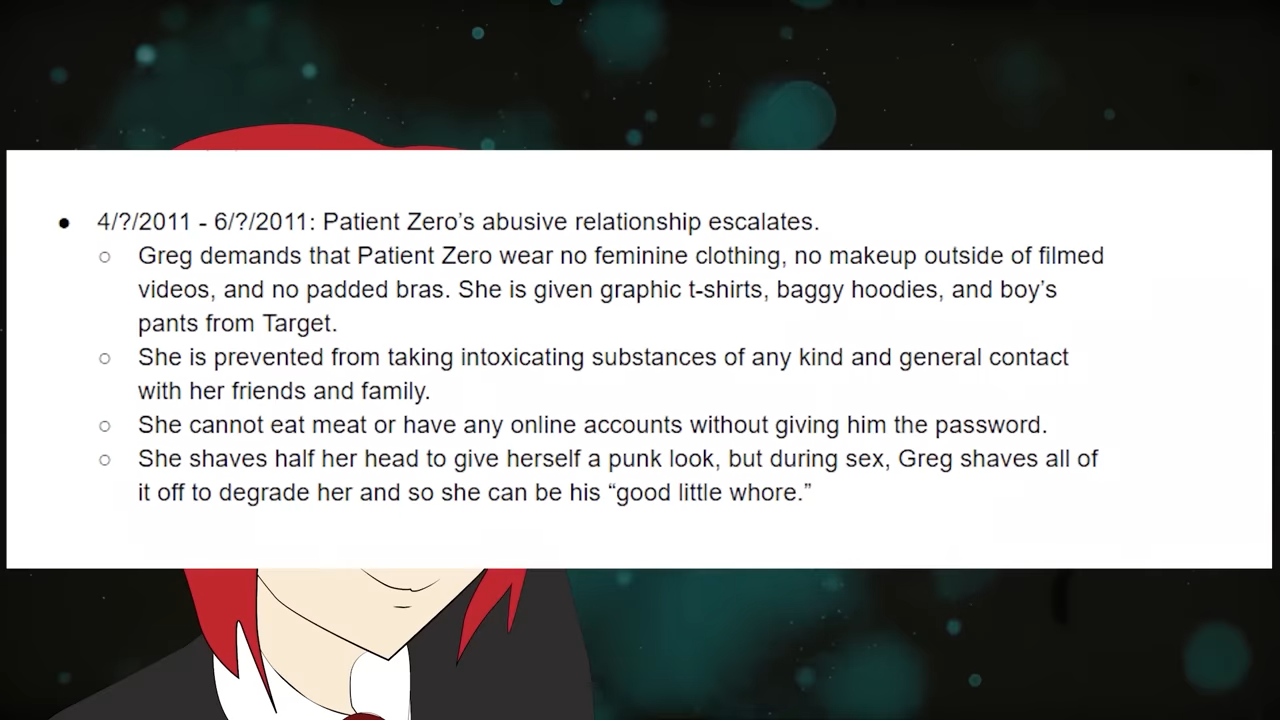 ● 4/?/2011 - 6/?/2011: Patient Zero’s abusive relationship escalates.
○ Greg demands that Patient Zero wear no feminine clothing, no makeup outside of filmed
videos, and no padded bras. She is given graphic t-shirts, baggy hoodies, and boy’s
pants from Target.
○ She is prevented from taking intoxicating substances of any kind and general contact
with her friends and family.
○ She cannot eat meat or have any online accounts without giving him the password.
○ She shaves half her head to give herself a punk look, but during sex, Greg shaves all of
it off to degrade her and so she can be his “good little whore.”